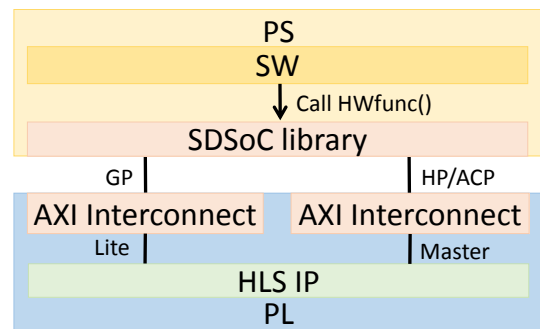 PS
SW
Call HWfunc()
SDSoC library
GP HP/ACP
AXI Interconnect AXI Interconnect
Lite Master
HLS IP
PL